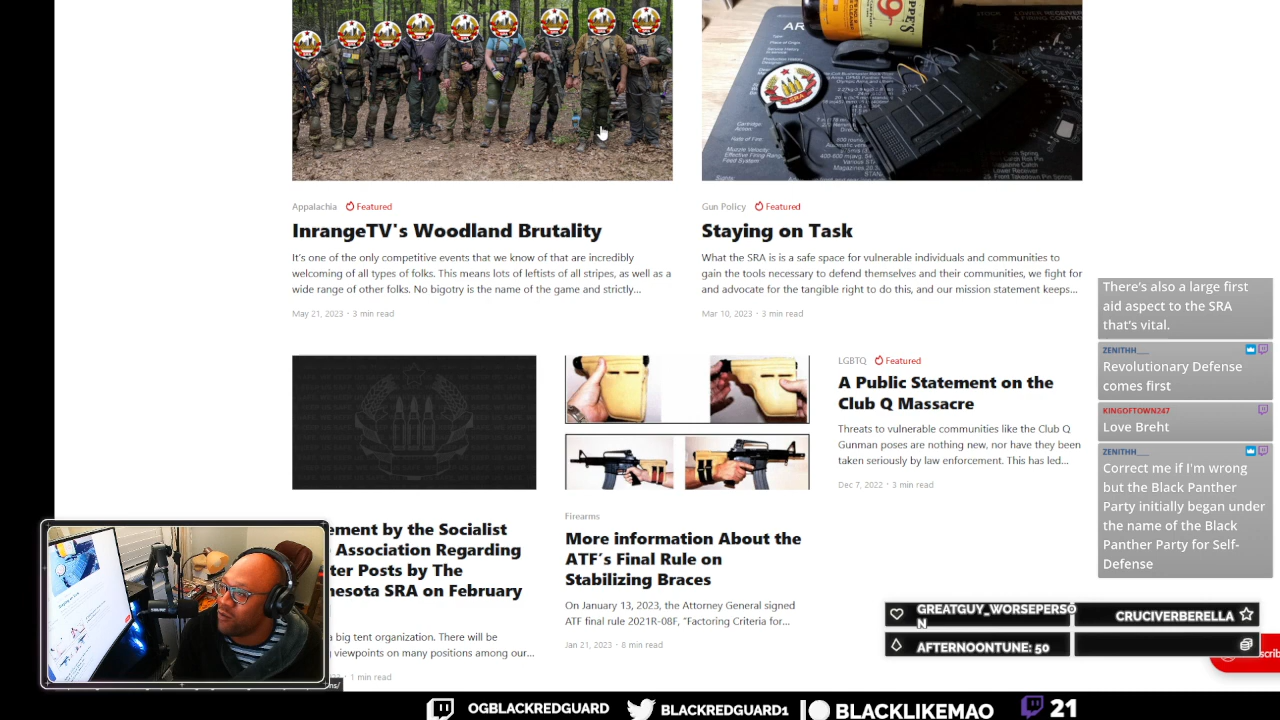 SRA
Appalachia Featured
InrangeTV's Woodland Brutality
It's one of the only competitive events that we know of that are incredibly
welcoming of all types of folks. This means lots of leftists of all stripes, as well as a
wide range of other folks. No bigotry is the name of the game and strictly...
May 21, 2023 · 3 min read
Gun Policy Featured
Staying on Task
What the SRA is is a safe space for vulnerable individuals and communities to
gain the tools necessary to defend themselves and their communities, we fight for
and advocate for the tangible right to do this, and our mission statement keeps...
Mar 10, 2023 · 3 min read
ement by the Socialist
Association Regarding
ter Posts by The
nesota SRA on February
a big tent organization. There will be
viewpoints on many positions among our...
1 min read
Firearms
More information About the
ATF's Final Rule on
Stabilizing Braces
On January 13, 2023, the Attorney General signed
ATF final rule 2021R-08F, "Factoring Criteria for...
Jan 21, 2023 · 8 min read
LGBTQ Featured
A Public Statement on the
Club Q Massacre
Threats to vulnerable communities like the Club Q
Gunman poses are nothing new, nor have they been
taken seriously by law enforcement. This has led...
Dec 7, 2022 · 3 min read
There's also a large first
aid aspect to the SRA
that's vital.
ZENITHH__
Revolutionary Defense
comes first
KINGOFTOWN247
Love Breht
ZENITHH__
Correct me if I'm wrong
but the Black Panther
Party initially began under
the name of the Black
Panther Party for Self-
Defense
GREATGUY_WORSEPERSO
N
CRUCIVERBERELLA
AFTERNOONTUNE: 50
OGBLACKREDGUARD
BLACKREDGUARD1
BLACKLIKEMAO
21